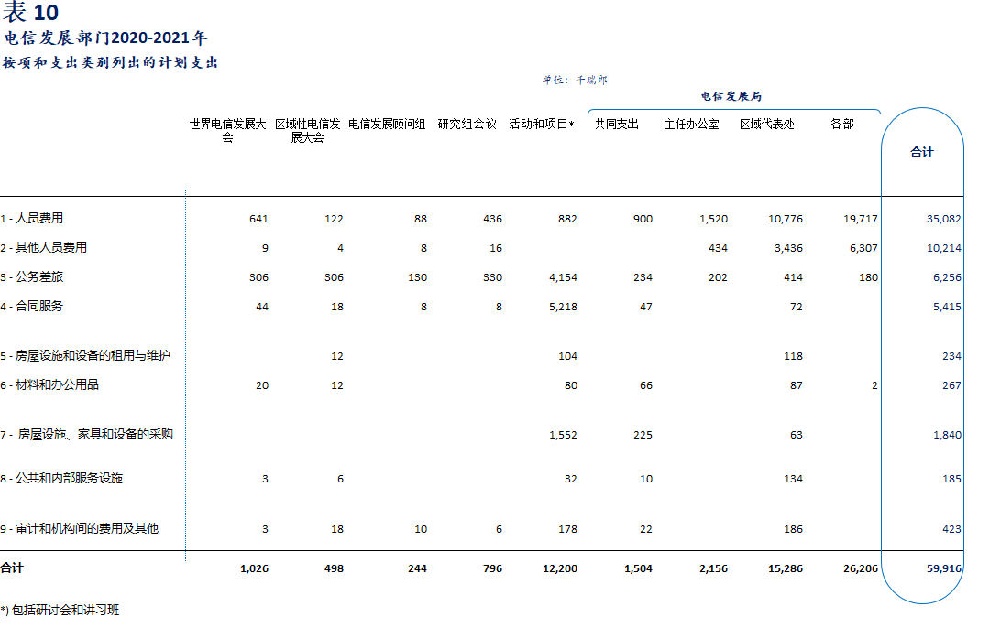 表 10
电信发展部门2020-2021年
按项和支出类别列出的计划支出
单位：千瑞郎
电信发展局
世界电信发展大会 区域性电信发展大会 电信发展顾问组 研究组会议 活动和项目* 共同支出 主任办公室 区域代表处 各部 合计
1 - 人员费用 641 122 88 436 882 900 1,520 10,776 19,717 35,082
2 - 其他人员费用 9 4 8 16 434 3,436 6,307 10,214
3 - 公务差旅 306 306 130 330 4,154 234 202 414 180 6,256
4 - 合同服务 44 18 8 8 5,218 47 72 5,415
5 - 房屋设施和设备的租用与维护 12 104 118 234
6 - 材料和办公用品 20 12 80 66 87 2 267
7 - 房屋设施、家具和设备的采购 1,552 225 63 1,840
8 - 公共和内部服务设施 3 6 32 10 134 185
9 - 审计和机构间的费用及其他 3 18 10 6 178 22 186 423
合计 1,026 498 244 796 12,200 1,504 2,156 15,286 26,206 59,916
*) 包括研讨会和讲习班